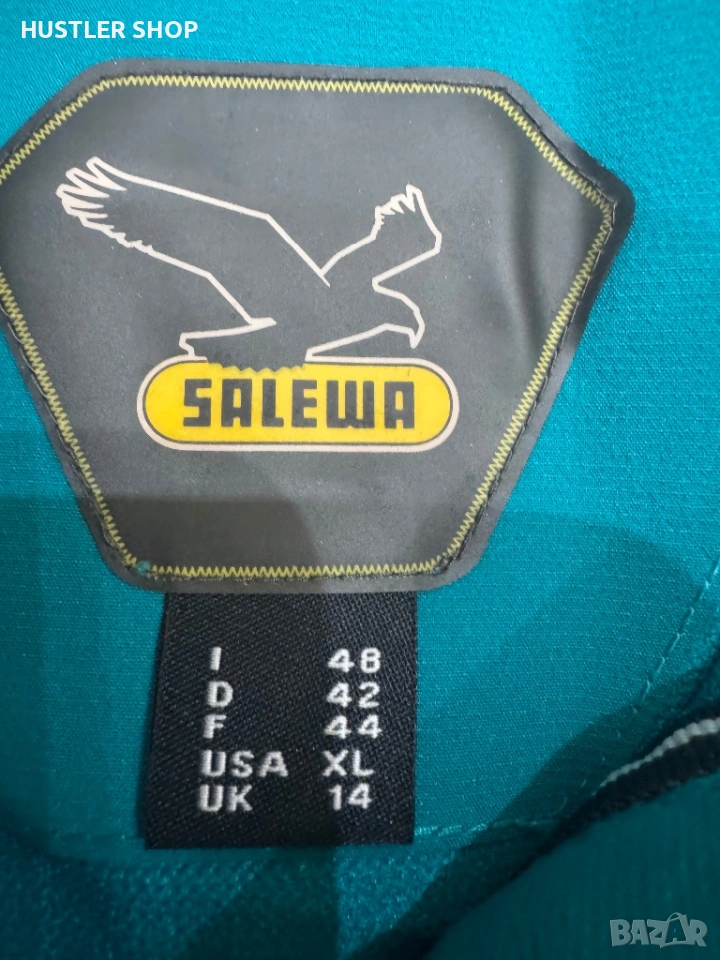 HUSTLER SHOP
SALEWA
I 48
D 42
F 44
USA XL
UK 14
BAZAR